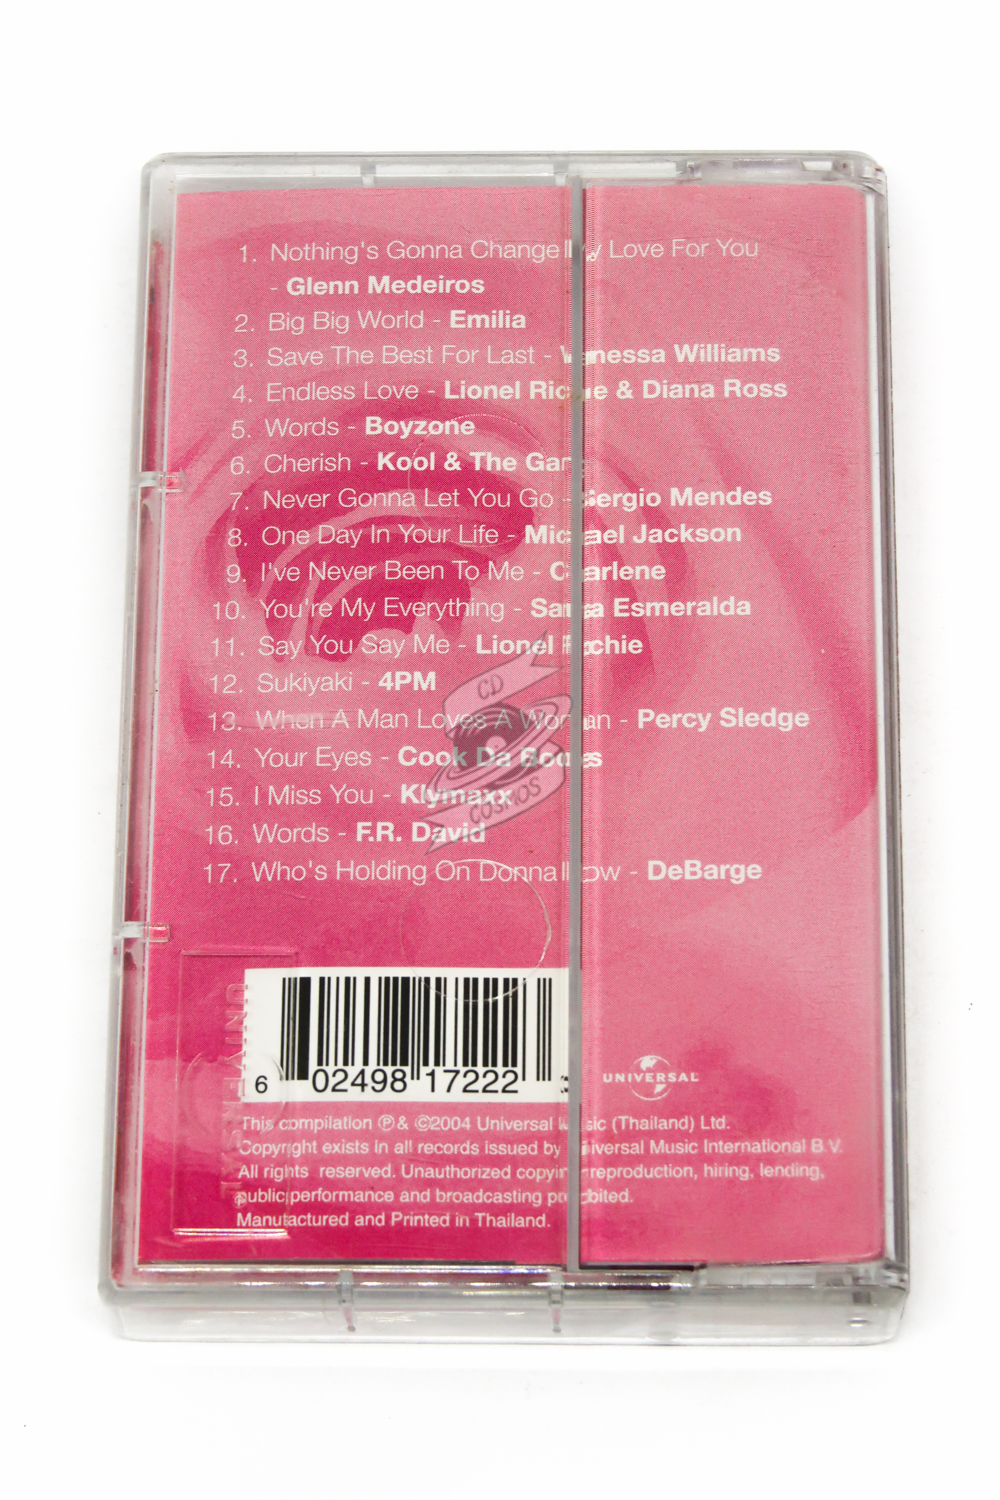 1. Nothing's Gonna Change My Love For You
- Glenn Medeiros
2. Big Big World - Emilia
3. Save The Best For Last - Vanessa Williams
4. Endless Love - Lionel Richie & Diana Ross
5. Words - Boyzone
6. Cherish - Kool & The Gang
7. Never Gonna Let You Go - Sergio Mendes
8. One Day In Your Life - Michael Jackson
9. I've Never Been To Me - Charlene
10. You're My Everything - Santa Esmeralda
11. Say You Say Me - Lionel Richie
12. Sukiyaki - 4PM
13. When A Man Loves A Woman - Percy Sledge
14. Your Eyes - Cook Da Books
15. I Miss You - Klymaxx
16. Words - F.R. David
17. Who's Holding On Donna Now - DeBarge
CD
COSMOS
6 02498 17222
UNIVERSAL
This compilation ℗ & ©2004 Universal Music (Thailand) Ltd.
Copyright exists in all records issued by Universal Music International B.V.
All rights reserved. Unauthorized copying reproduction, hiring, lending,
public performance and broadcasting prohibited.
Manufactured and Printed in Thailand.
UNIVERSAL